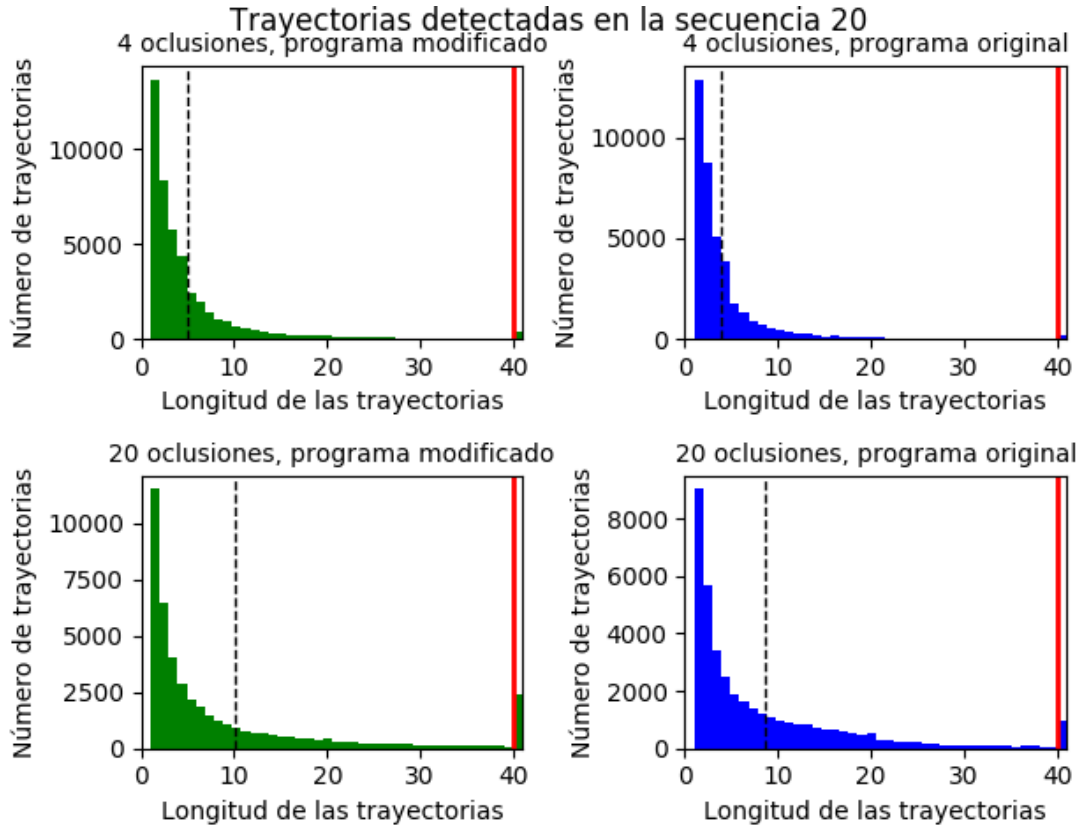 Trayectorias detectadas en la secuencia 20
4 oclusiones, programa modificado
Número de trayectorias
10000
5000
0
0 10 20 30 40
Longitud de las trayectorias
4 oclusiones, programa original
Número de trayectorias
10000
5000
0
0 10 20 30 40
Longitud de las trayectorias
20 oclusiones, programa modificado
Número de trayectorias
10000
7500
5000
2500
0
0 10 20 30 40
Longitud de las trayectorias
20 oclusiones, programa original
Número de trayectorias
8000
6000
4000
2000
0
0 10 20 30 40
Longitud de las trayectorias